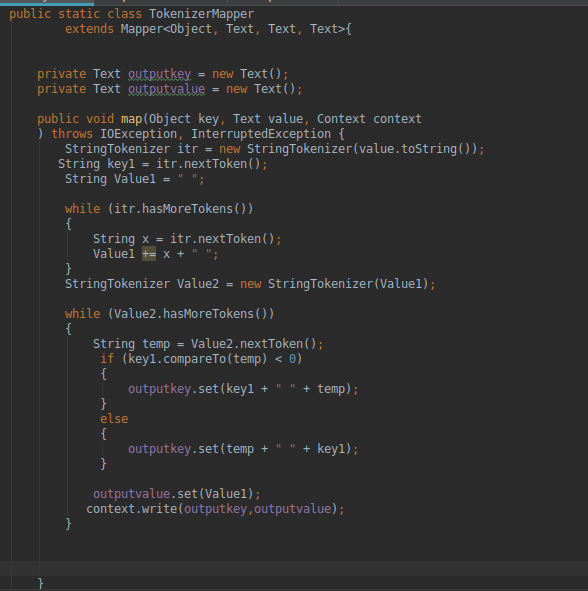 public static class TokenizerMapper
extends Mapper<Object, Text, Text, Text>{
private Text outputkey = new Text();
private Text outputvalue = new Text();
public void map(Object key, Text value, Context context
) throws IOException, InterruptedException {
StringTokenizer itr = new StringTokenizer(value.toString());
String key1 = itr.nextToken();
String Value1 = " ";
while (itr.hasMoreTokens())
{
String x = itr.nextToken();
Value1 += x + " ";
}
StringTokenizer Value2 = new StringTokenizer(Value1);
while (Value2.hasMoreTokens())
{
String temp = Value2.nextToken();
if (key1.compareTo(temp) < 0)
{
outputkey.set(key1 + " " + temp);
}
else
{
outputkey.set(temp + " " + key1);
}
outputvalue.set(Value1);
context.write(outputkey,outputvalue);
}
}